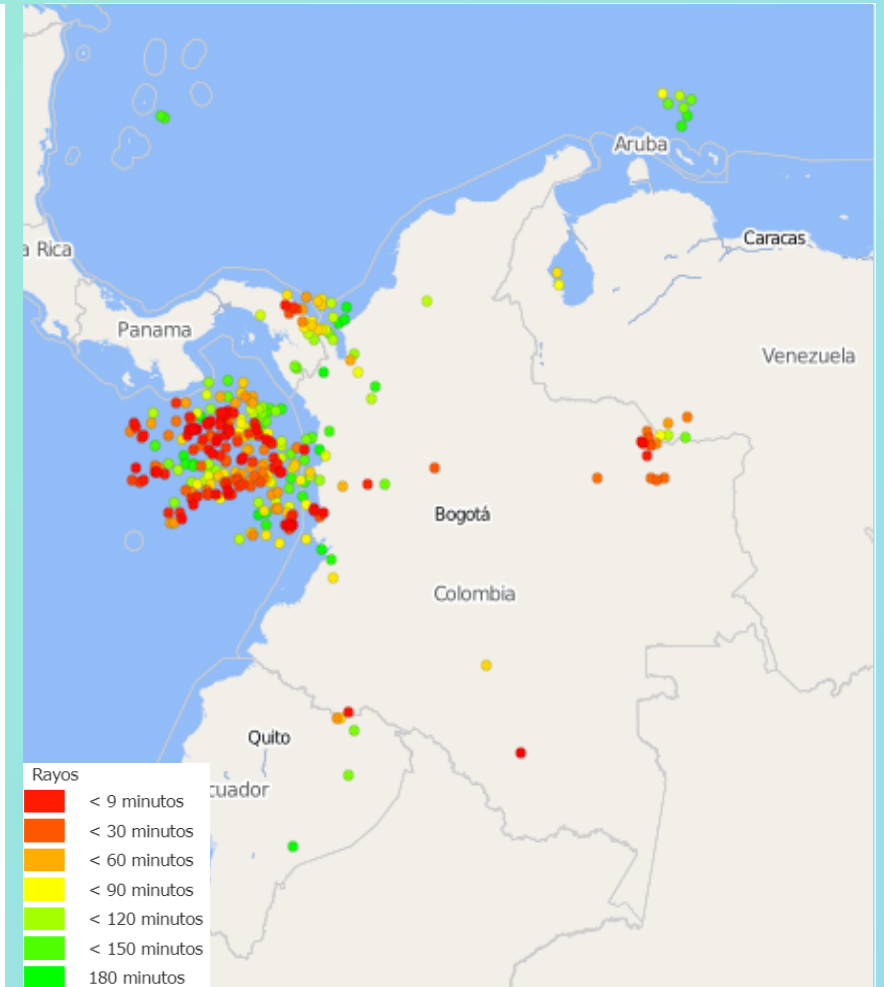 Aruba
Caracas
a Rica
Panama
Venezuela
Bogotá
Colombia
Quito
cuador
Rayos
< 9 minutos
< 30 minutos
< 60 minutos
< 90 minutos
< 120 minutos
< 150 minutos
180 minutos